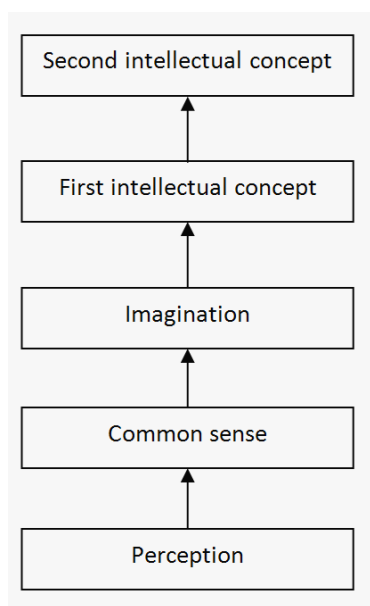 Second intellectual concept
First intellectual concept
Imagination
Common sense
Perception